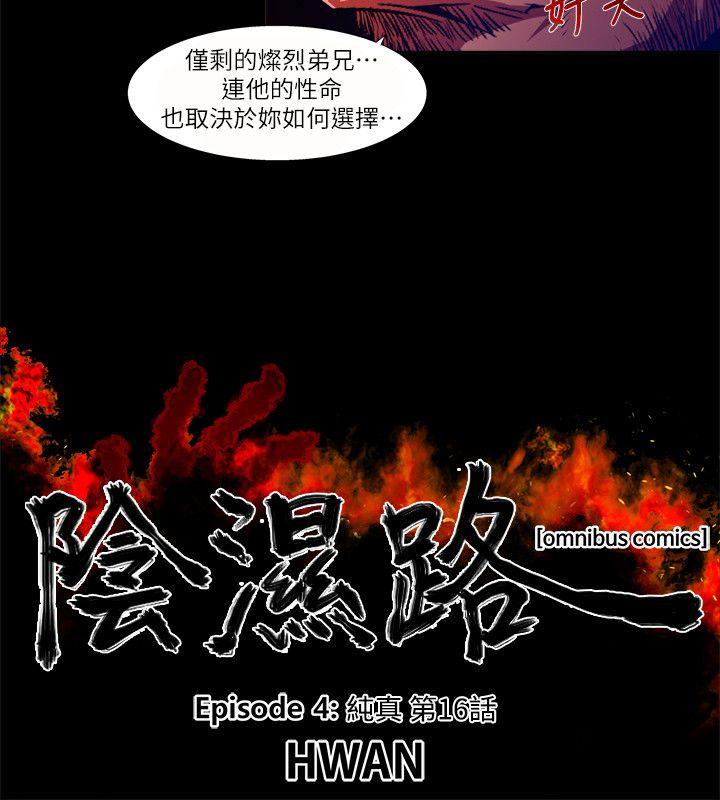 僅剩的燦烈弟兄…
連他的性命
也取決於妳如何選擇…
陰濕路
[omnibus comics]
Episode 4: 純真 第16話
HWAN